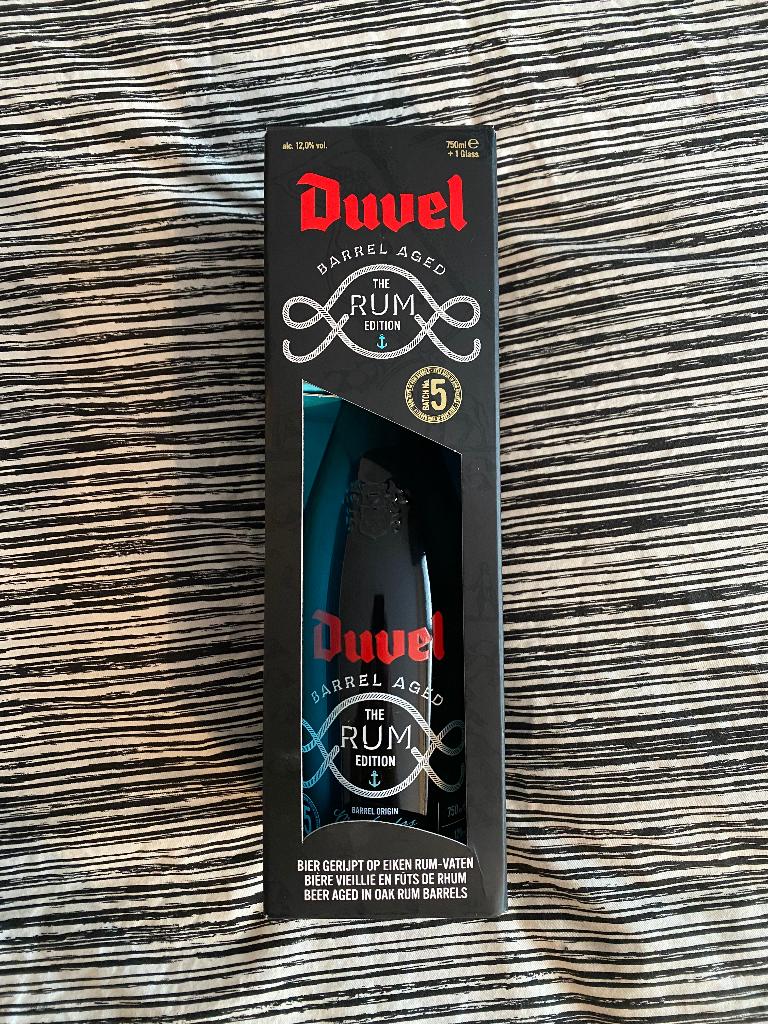 alc. 12,0% vol.
750ml ℮
+ 1 Glass
Duvel
BARREL AGED
THE
RUM
EDITION
BATCH No.
5
Duvel
BARREL AGED
THE
RUM
EDITION
BARREL ORIGIN
750
BIER GERIJPT OP EIKEN RUM-VATEN
BIÈRE VIEILLIE EN FÛTS DE RHUM
BEER AGED IN OAK RUM BARRELS